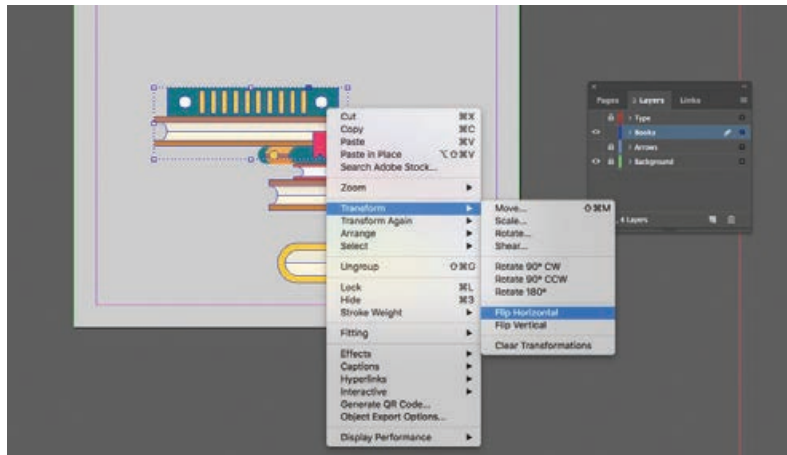 Cut ⌘X
Copy ⌘C
Paste ⌘V
Paste in Place ⌥⇧⌘V
Search Adobe Stock...
Zoom
Transform
Transform Again
Arrange
Select
Ungroup ⇧⌘G
Lock ⌘L
Hide ⌘3
Stroke Weight
Fitting
Effects
Captions
Hyperlinks
Interactive
Generate QR Code...
Object Export Options...
Display Performance
Move... ⇧⌘M
Scale...
Rotate...
Shear...
Rotate 90° CW
Rotate 90° CCW
Rotate 180°
Flip Horizontal
Flip Vertical
Clear Transformations
Pages Layers Links
Type
Books
Arrows
Background
4 Layers